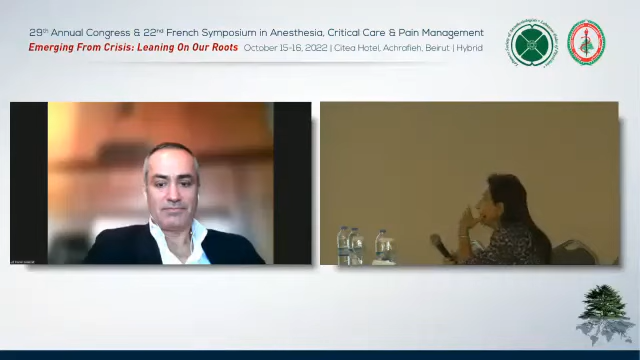 29th Annual Congress & 22nd French Symposium in Anesthesia, Critical Care & Pain Management
Emerging From Crisis: Leaning On Our Roots October 15-16, 2022 | Citea Hotel, Achrafieh, Beirut | Hybrid